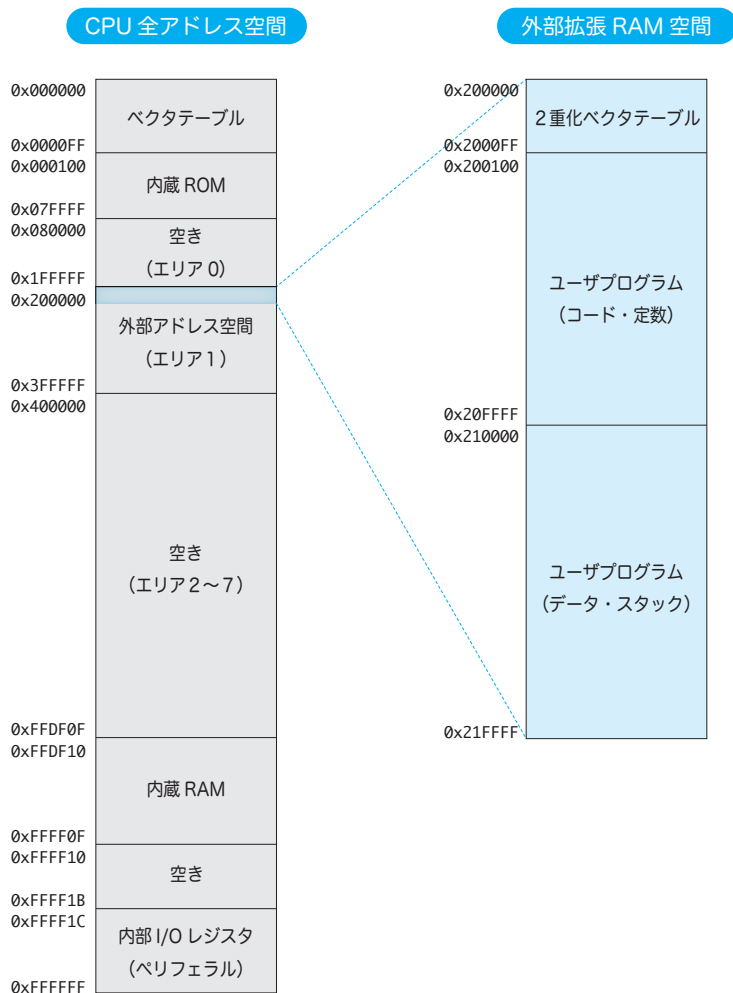 CPU 全アドレス空間
0x000000
ベクタテーブル
0x0000FF
0x000100
内蔵 ROM
0x07FFFF
0x080000
空き
(エリア 0)
0x1FFFFF
0x200000
外部アドレス空間
(エリア1)
0x3FFFFF
0x400000
空き
(エリア2～7)
0xFFDF0F
0xFFDF10
内蔵 RAM
0xFFFF0F
0xFFFF10
空き
0xFFFF1B
0xFFFF1C
内部 I/O レジスタ
(ペリフェラル)
0xFFFFFF
外部拡張 RAM 空間
0x200000
2重化ベクタテーブル
0x2000FF
0x200100
ユーザプログラム
(コード・定数)
0x20FFFF
0x210000
ユーザプログラム
(データ・スタック)
0x21FFFF